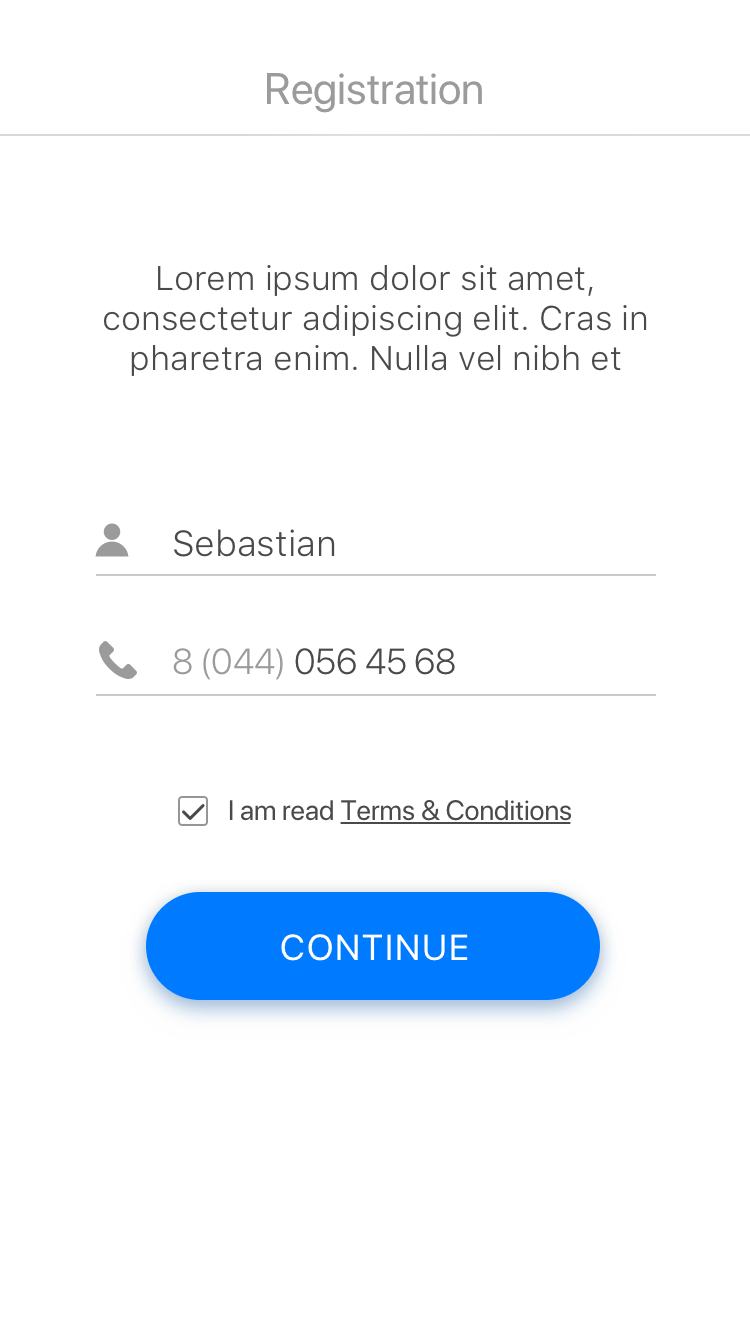 Registration
Lorem ipsum dolor sit amet,
consectetur adipiscing elit. Cras in
pharetra enim. Nulla vel nibh et
Sebastian
8 (044) 056 45 68
I am read Terms & Conditions
CONTINUE